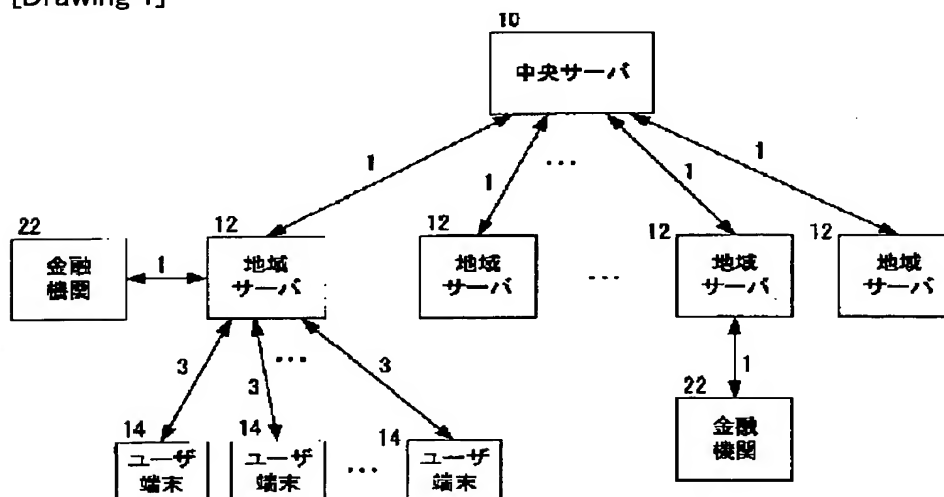 [Drawing 1]
10
中央サーバ
1
...
1
1
1
22
12
12
12
12
金融
機関
1
地域
サーバ
地域
サーバ
...
地域
サーバ
地域
サーバ
3
3
...
3
1
22
金融
機関
14
14
14
ユーザ
端末
ユーザ
端末
...
ユーザ
端末